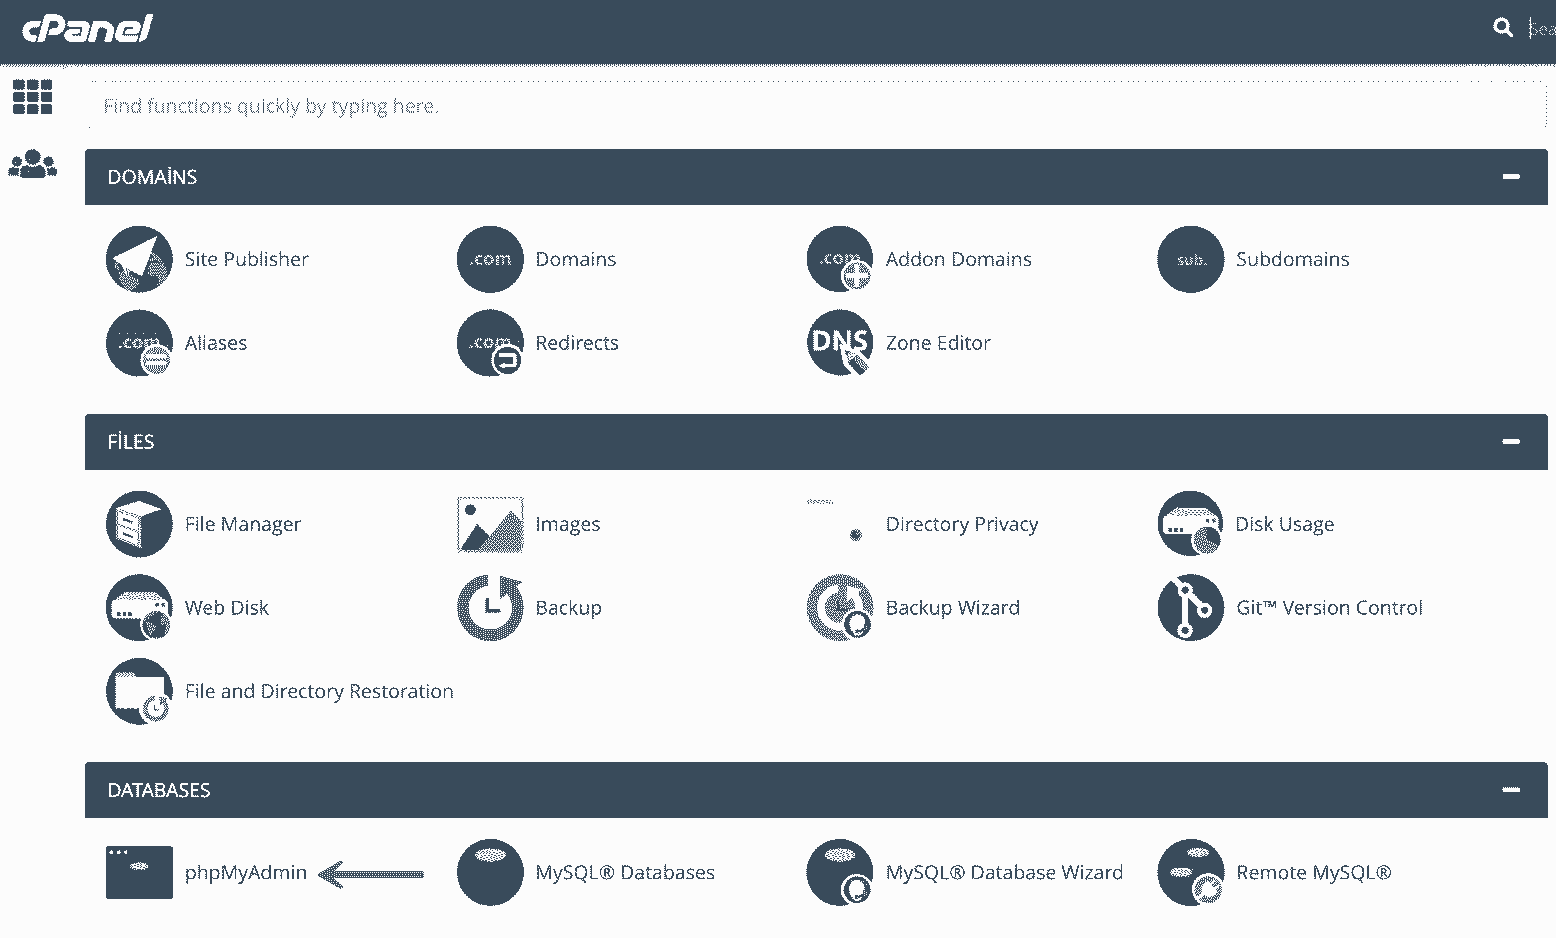 cPanel
Find functions quickly by typing here.
DOMAİNS
Site Publisher
.com Domains
.com Addon Domains
sub. Subdomains
.com Aliases
.com Redirects
DNS Zone Editor
FİLES
File Manager
Images
Directory Privacy
Disk Usage
Web Disk
Backup
Backup Wizard
Git™ Version Control
File and Directory Restoration
DATABASES
phpMyAdmin
MySQL® Databases
MySQL® Database Wizard
Remote MySQL®